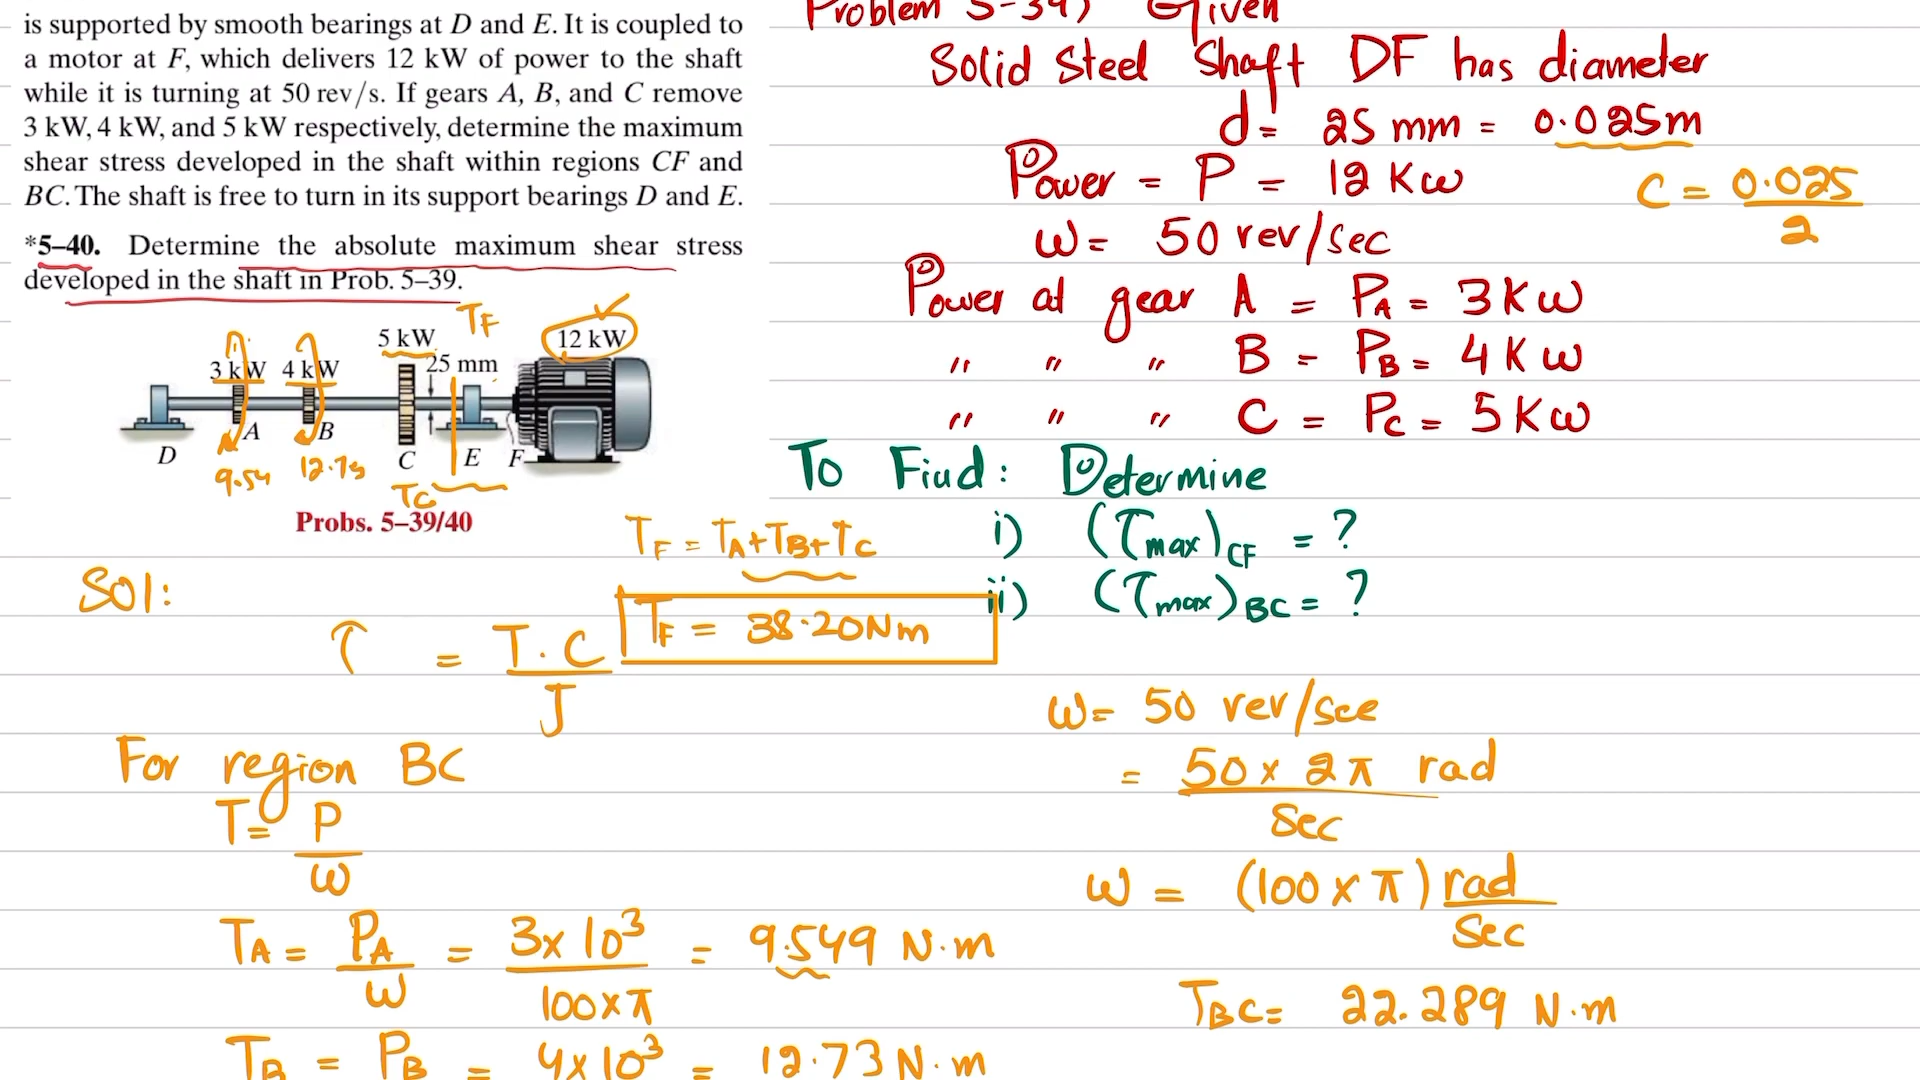 is supported by smooth bearings at D and E. It is coupled to
a motor at F, which delivers 12 kW of power to the shaft
while it is turning at 50 rev/s. If gears A, B, and C remove
3 kW, 4 kW, and 5 kW respectively, determine the maximum
shear stress developed in the shaft within regions CF and
BC. The shaft is free to turn in its support bearings D and E.
*5–40. Determine the absolute maximum shear stress
developed in the shaft in Prob. 5–39.
TF
12 kW
5 kW
3 kW 4 kW
25 mm
A
B
D
C
E
F
9.54
12.73
TC
Probs. 5–39/40
Problem 5-39) Given
Solid Steel Shaft DF has diameter
d = 25 mm = 0.025m
Power = P = 12 Kw
C = 0.025
2
ω = 50 rev/sec
Power at gear A = PA = 3Kw
" " " B = PB = 4Kw
" " " C = PC = 5Kw
To Find: Determine
i) (τmax)CF = ?
ii) (τmax)BC = ?
TF = TA+TB+TC
TF = 38.20Nm
Sol:
τ = T.C
J
For region BC
T = P
ω
TA = PA = 3x10³ = 9.549 N.m
ω 100xπ
TB = PB = 4x10³ = 12.73 N.m
ω = 50 rev/sec
= 50 x 2π rad
Sec
ω = (100 x π) rad
Sec
TBC = 22.289 N.m